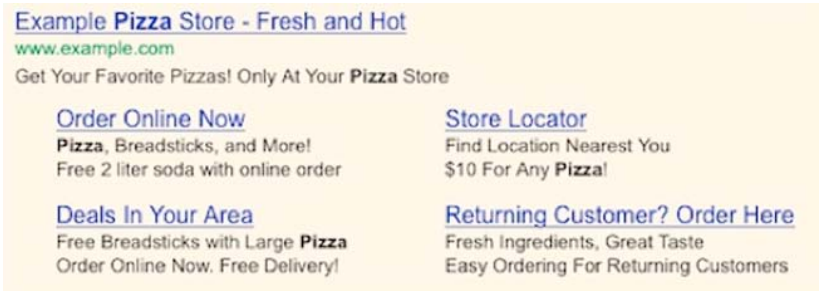 Example Pizza Store - Fresh and Hot
www.example.com
Get Your Favorite Pizzas! Only At Your Pizza Store
Order Online Now
Pizza, Breadsticks, and More!
Free 2 liter soda with online order
Store Locator
Find Location Nearest You
$10 For Any Pizza!
Deals In Your Area
Free Breadsticks with Large Pizza
Order Online Now. Free Delivery!
Returning Customer? Order Here
Fresh Ingredients, Great Taste
Easy Ordering For Returning Customers